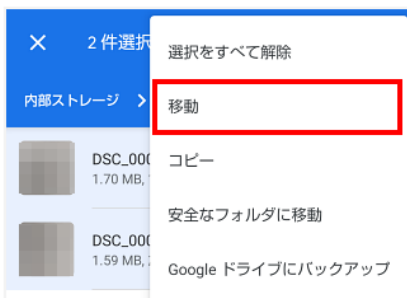 × 2 件選択
選択をすべて解除
内部ストレージ >
移動
DSC_000
1.70 MB,
コピー
安全なフォルダに移動
DSC_000
1.59 MB,
Google ドライブにバックアップ